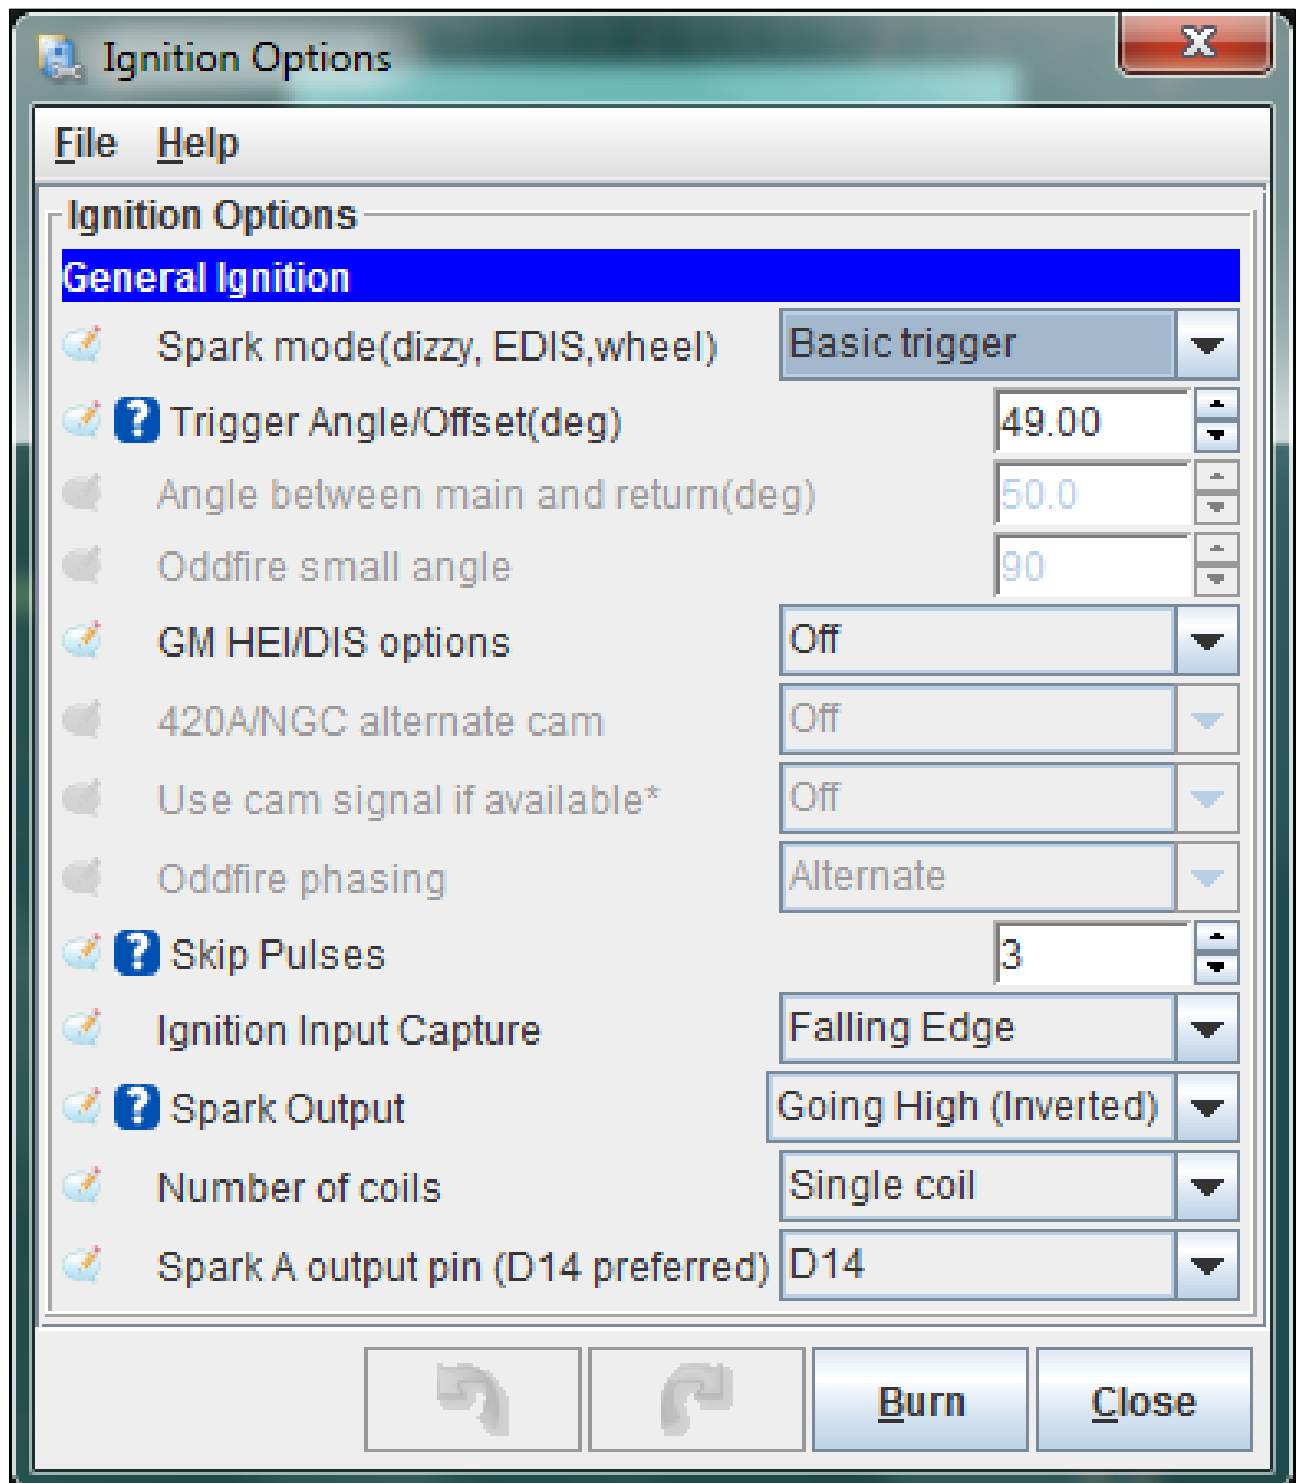 Ignition Options
File Help
Ignition Options
General Ignition
Spark mode(dizzy, EDIS,wheel) Basic trigger
Trigger Angle/Offset(deg) 49.00
Angle between main and return(deg) 50.0
Oddfire small angle 90
GM HEI/DIS options Off
420A/NGC alternate cam Off
Use cam signal if available* Off
Oddfire phasing Alternate
Skip Pulses 3
Ignition Input Capture Falling Edge
Spark Output Going High (Inverted)
Number of coils Single coil
Spark A output pin (D14 preferred) D14
Burn Close